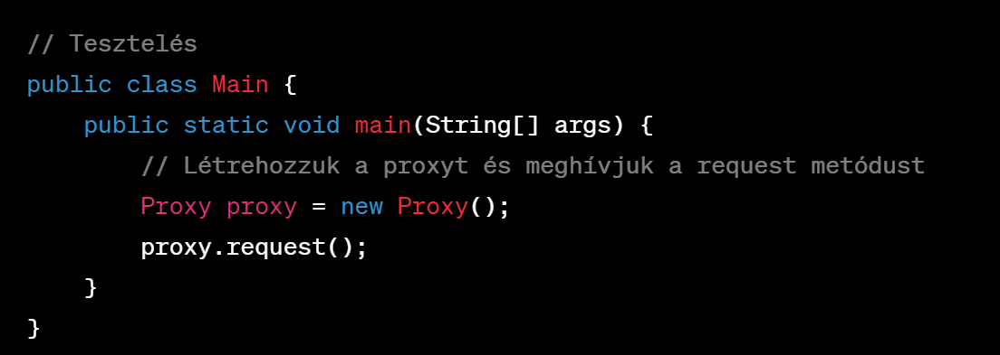 // Tesztelés
public class Main {
    public static void main(String[] args) {
        // Létrehozzuk a proxyt és meghívjuk a request metódust
        Proxy proxy = new Proxy();
        proxy.request();
    }
}